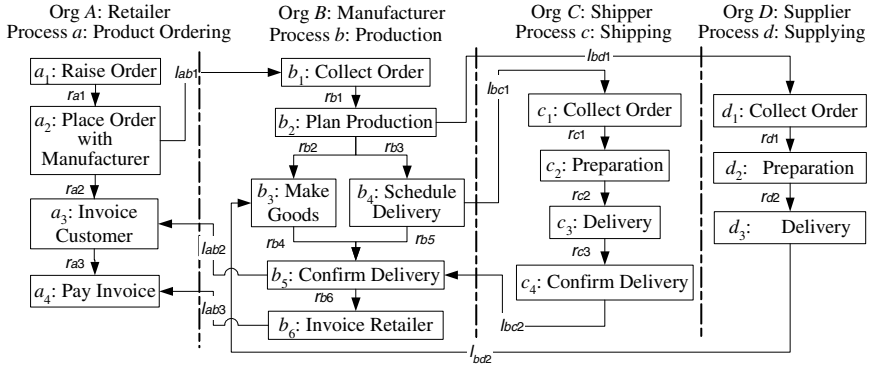 Org A: Retailer
Process a: Product Ordering
Org B: Manufacturer
Process b: Production
Org C: Shipper
Process c: Shipping
Org D: Supplier
Process d: Supplying
a1: Raise Order
ra1
a2: Place Order
with
Manufacturer
ra2
a3: Invoice
Customer
ra3
a4: Pay Invoice
lab1
lab2
lab3
b1: Collect Order
rb1
b2: Plan Production
rb2
rb3
b3: Make
Goods
b4: Schedule
Delivery
rb4
rb5
b5: Confirm Delivery
rb6
b6: Invoice Retailer
lbd1
lbc1
c1: Collect Order
rc1
c2: Preparation
rc2
c3: Delivery
rc3
c4: Confirm Delivery
lbc2
d1: Collect Order
rd1
d2: Preparation
rd2
d3: Delivery
lbd2